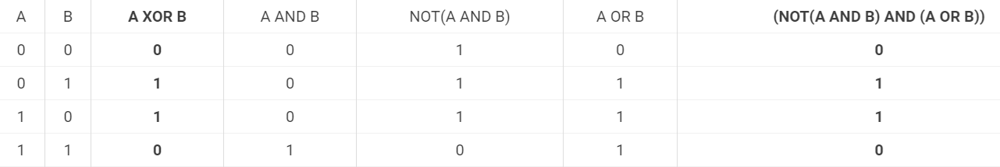 A B A XOR B A AND B NOT(A AND B) A OR B (NOT(A AND B) AND (A OR B))
0 0 0 0 1 0 0
0 1 1 0 1 1 1
1 0 1 0 1 1 1
1 1 0 1 0 1 0